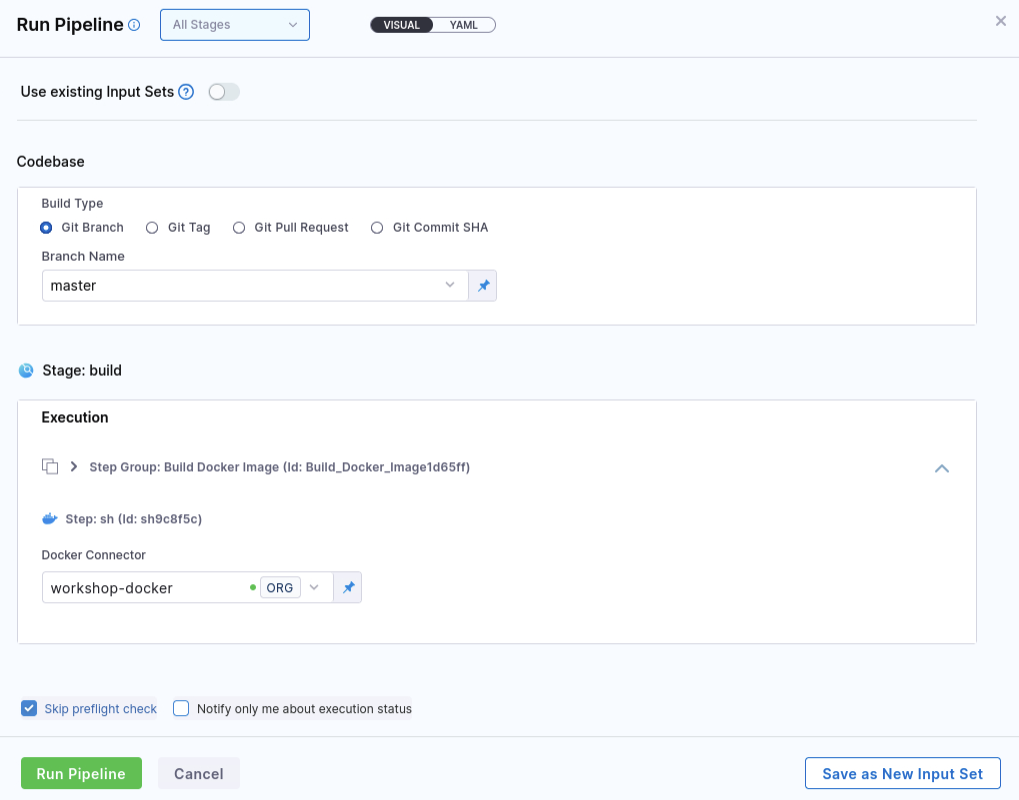 Run Pipeline
All Stages
VISUAL
YAML
Use existing Input Sets
Codebase
Build Type
Git Branch
Git Tag
Git Pull Request
Git Commit SHA
Branch Name
master
Stage: build
Execution
Step Group: Build Docker Image (Id: Build_Docker_Image1d65ff)
Step: sh (Id: sh9c8f5c)
Docker Connector
workshop-docker
ORG
Skip preflight check
Notify only me about execution status
Run Pipeline
Cancel
Save as New Input Set